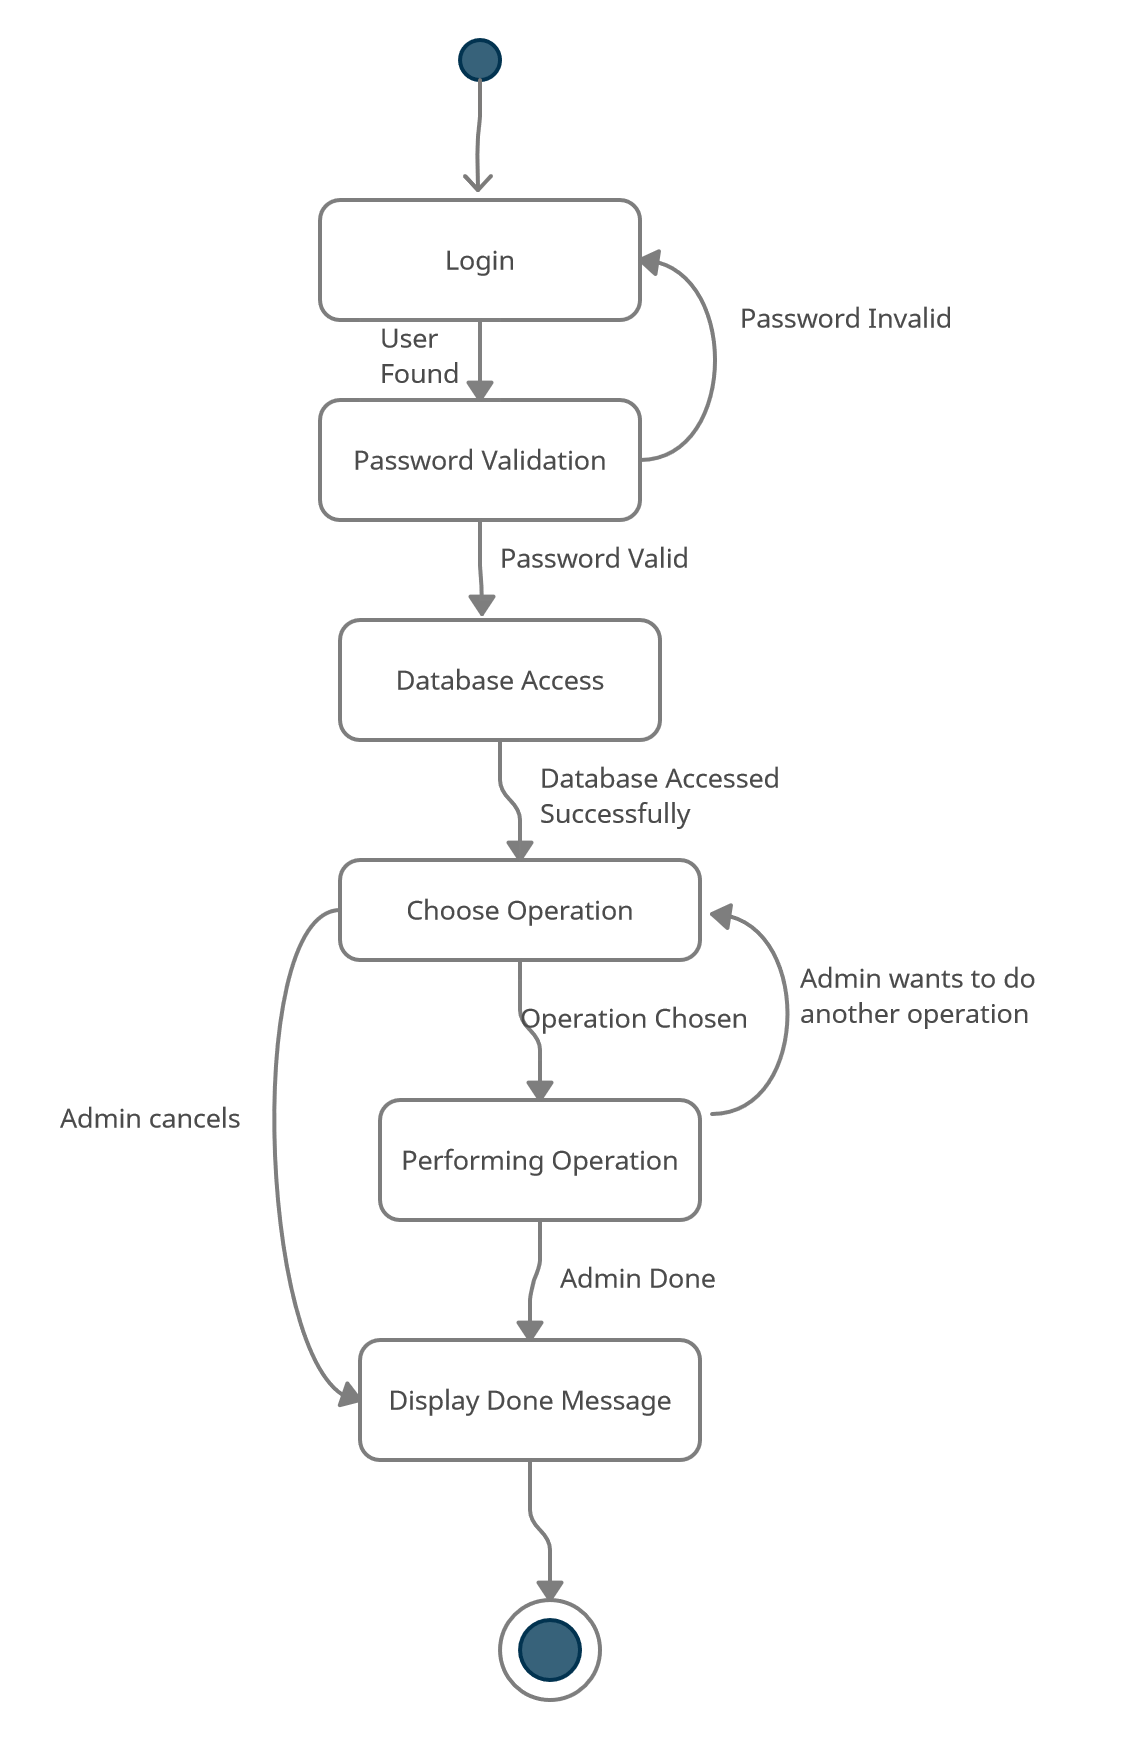 Login
Password Invalid
User
Found
Password Validation
Password Valid
Database Access
Database Accessed
Successfully
Choose Operation
Admin wants to do
another operation
Operation Chosen
Admin cancels
Performing Operation
Admin Done
Display Done Message